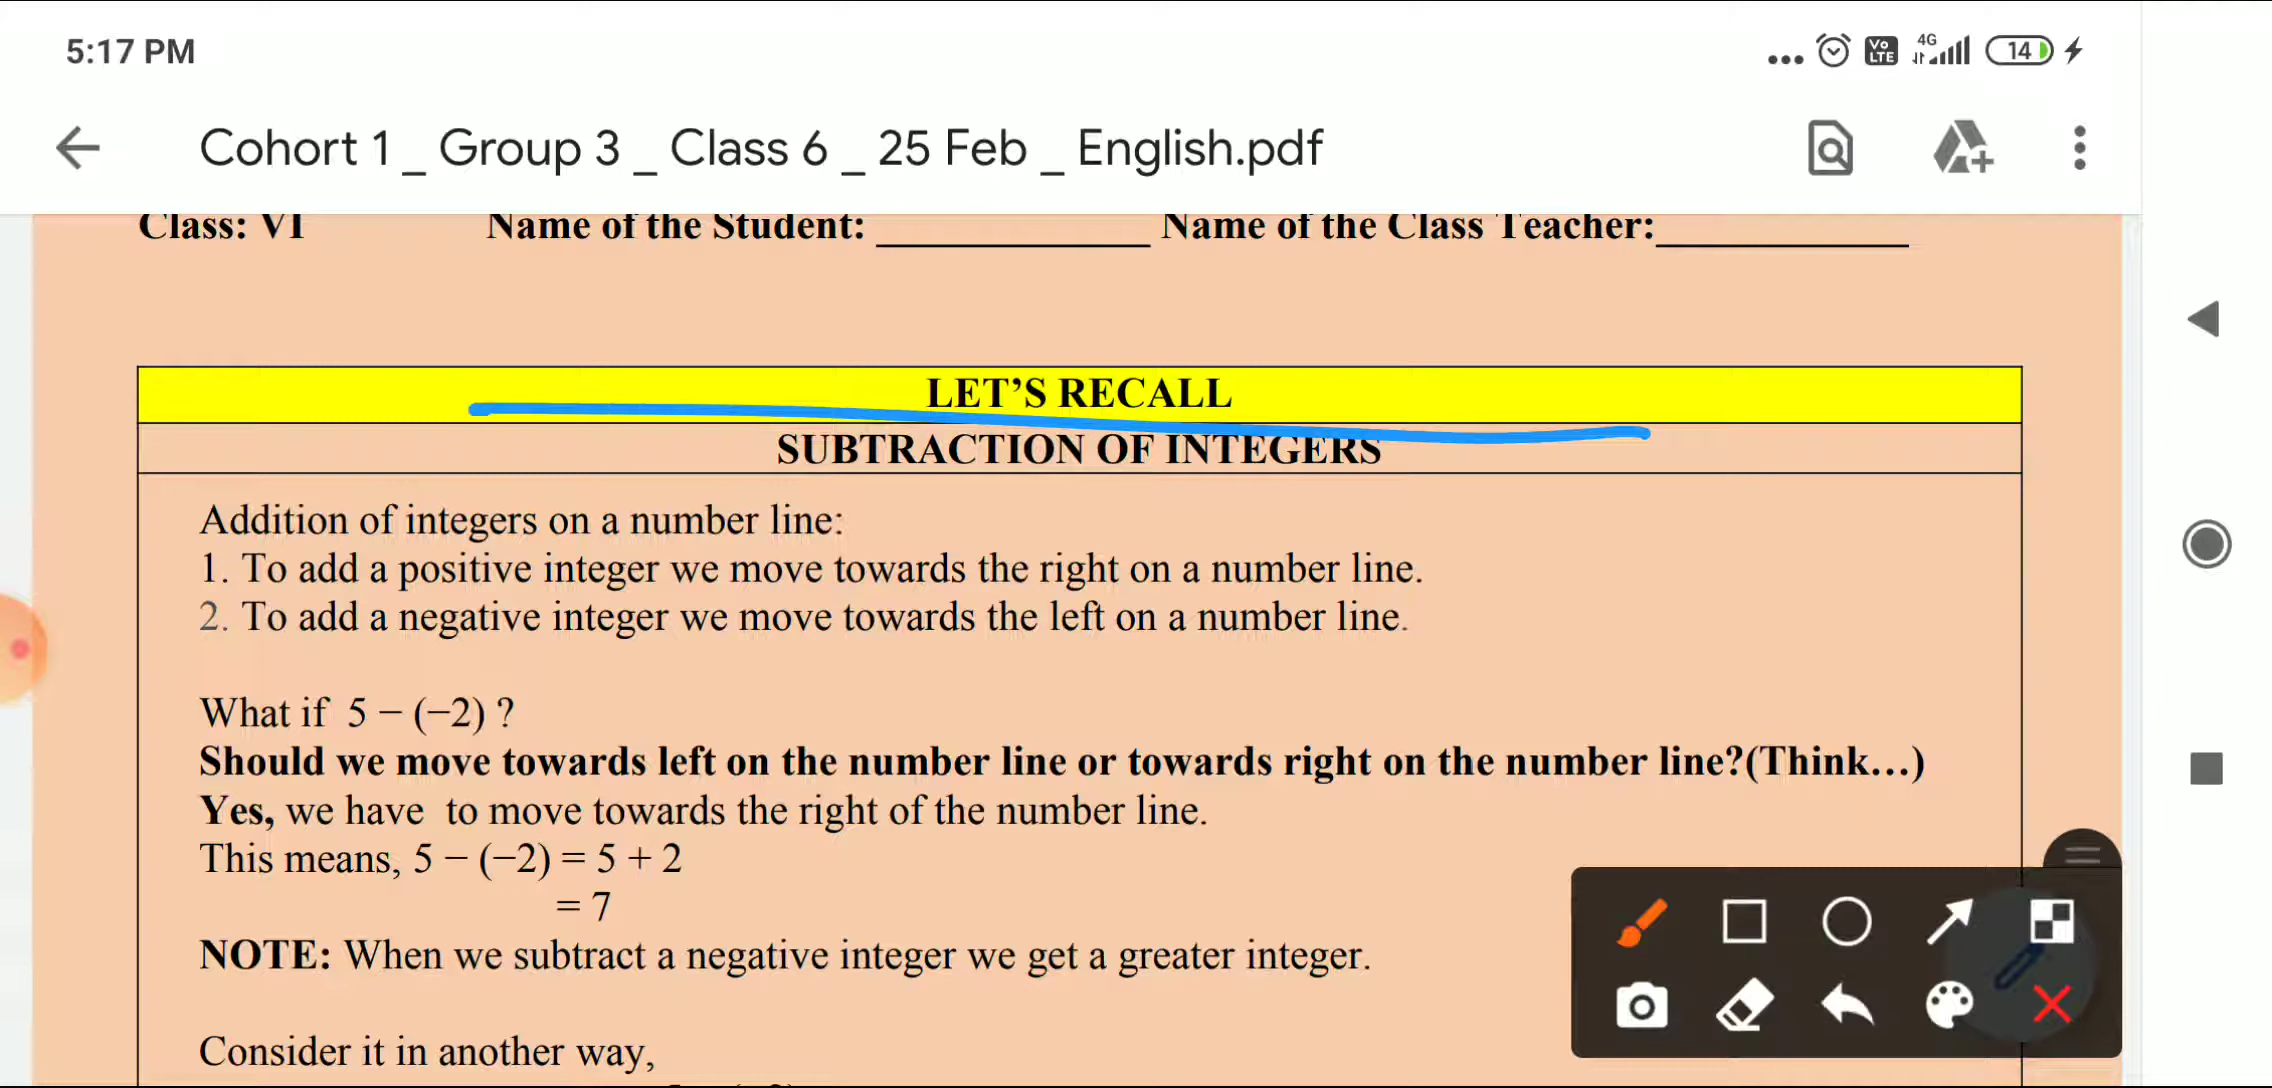 5:17 PM
Vo LTE 4G 14
Cohort 1 _ Group 3 _ Class 6 _ 25 Feb _ English.pdf
Class: VI Name of the Student: _____________ Name of the Class Teacher:____________
LET’S RECALL
SUBTRACTION OF INTEGERS
Addition of integers on a number line:
1. To add a positive integer we move towards the right on a number line.
2. To add a negative integer we move towards the left on a number line.
What if 5 − (−2) ?
Should we move towards left on the number line or towards right on the number line?(Think…)
Yes, we have to move towards the right of the number line.
This means, 5 − (−2) = 5 + 2
= 7
NOTE: When we subtract a negative integer we get a greater integer.
Consider it in another way,